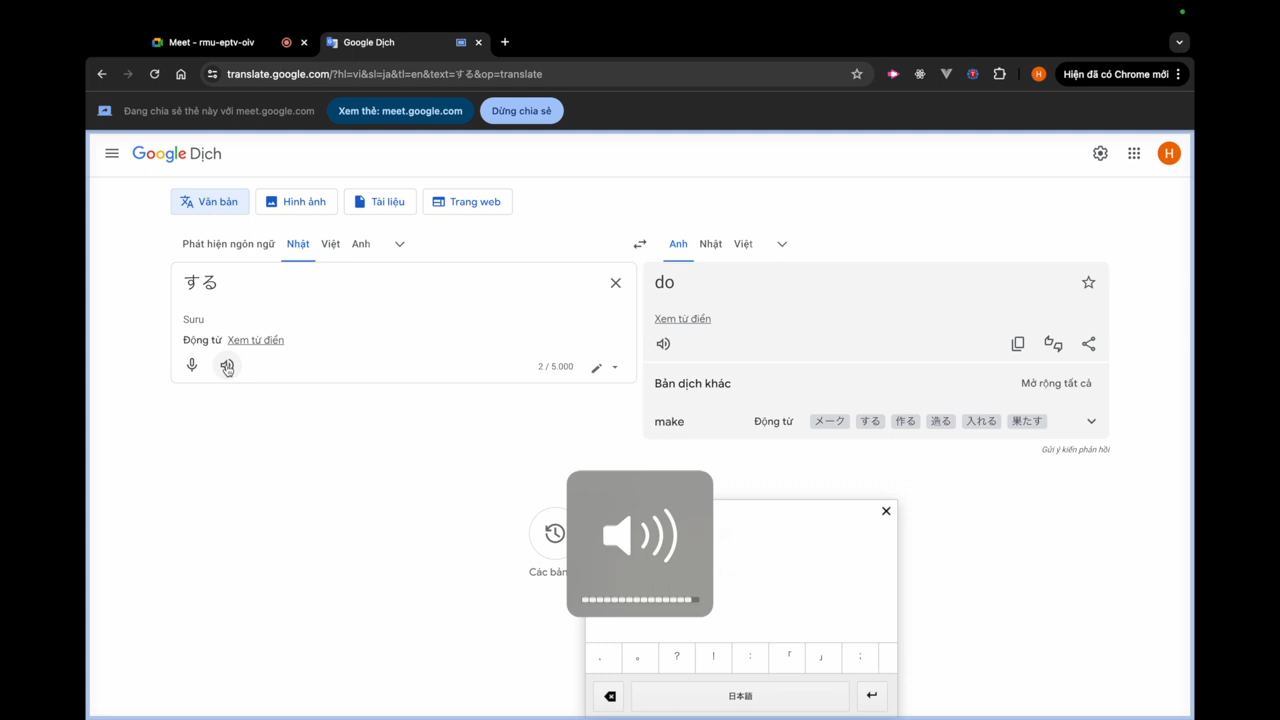 Meet - rmu-eptv-oiv
Google Dịch
translate.google.com/?hl=vi&sl=ja&tl=en&text=する&op=translate
H
Hiện đã có Chrome mới
Đang chia sẻ thẻ này với meet.google.com
Xem thẻ: meet.google.com
Dừng chia sẻ
Google Dịch
H
Văn bản
Hình ảnh
Tài liệu
Trang web
Phát hiện ngôn ngữ
Nhật
Việt
Anh
Anh
Nhật
Việt
する
Suru
Động từ
Xem từ điển
2 / 5.000
do
Xem từ điển
Bản dịch khác
Mở rộng tất cả
make
Động từ
メーク
する
作る
造る
入れる
果たす
Gửi ý kiến phản hồi
Các bản
、
。
?
!
:
「
」
;
日本語